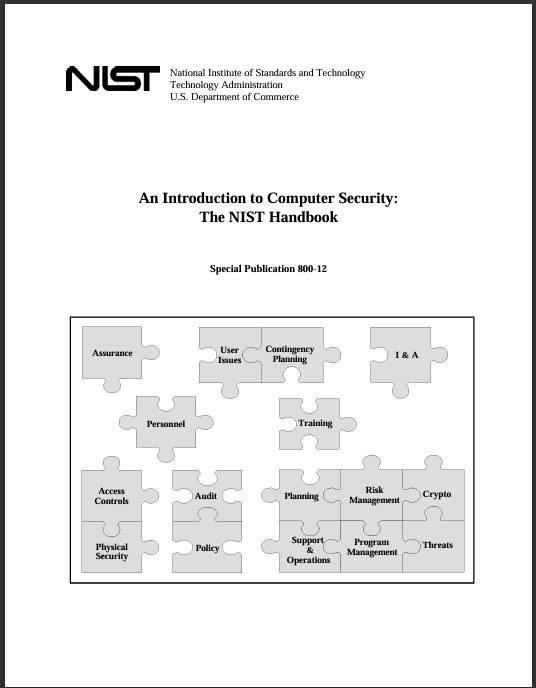 NIST
National Institute of Standards and Technology
Technology Administration
U.S. Department of Commerce
An Introduction to Computer Security:
The NIST Handbook
Special Publication 800-12
Assurance
User
Issues
Contingency
Planning
I & A
Personnel
Training
Access
Controls
Audit
Planning
Risk
Management
Crypto
Physical
Security
Policy
Support
&
Operations
Program
Management
Threats